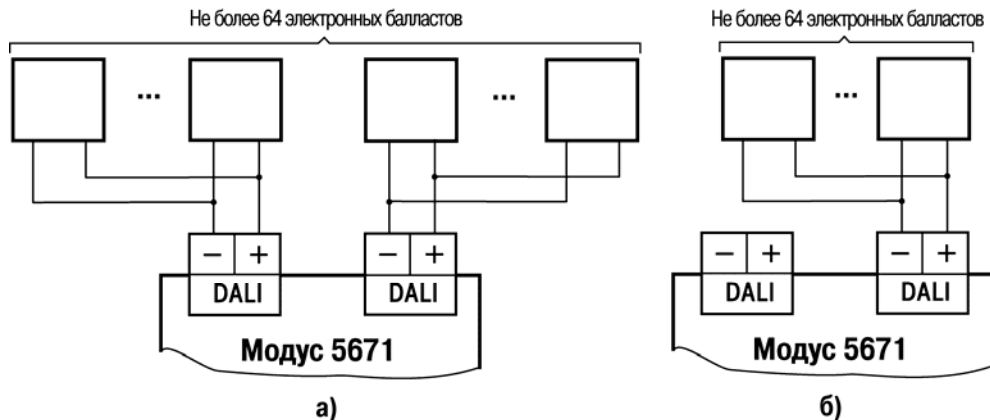 Не более 64 электронных балластов
Не более 64 электронных балластов
... ...
...
− + − +
DALI DALI
− + − +
DALI DALI
Модус 5671
Модус 5671
а)
б)